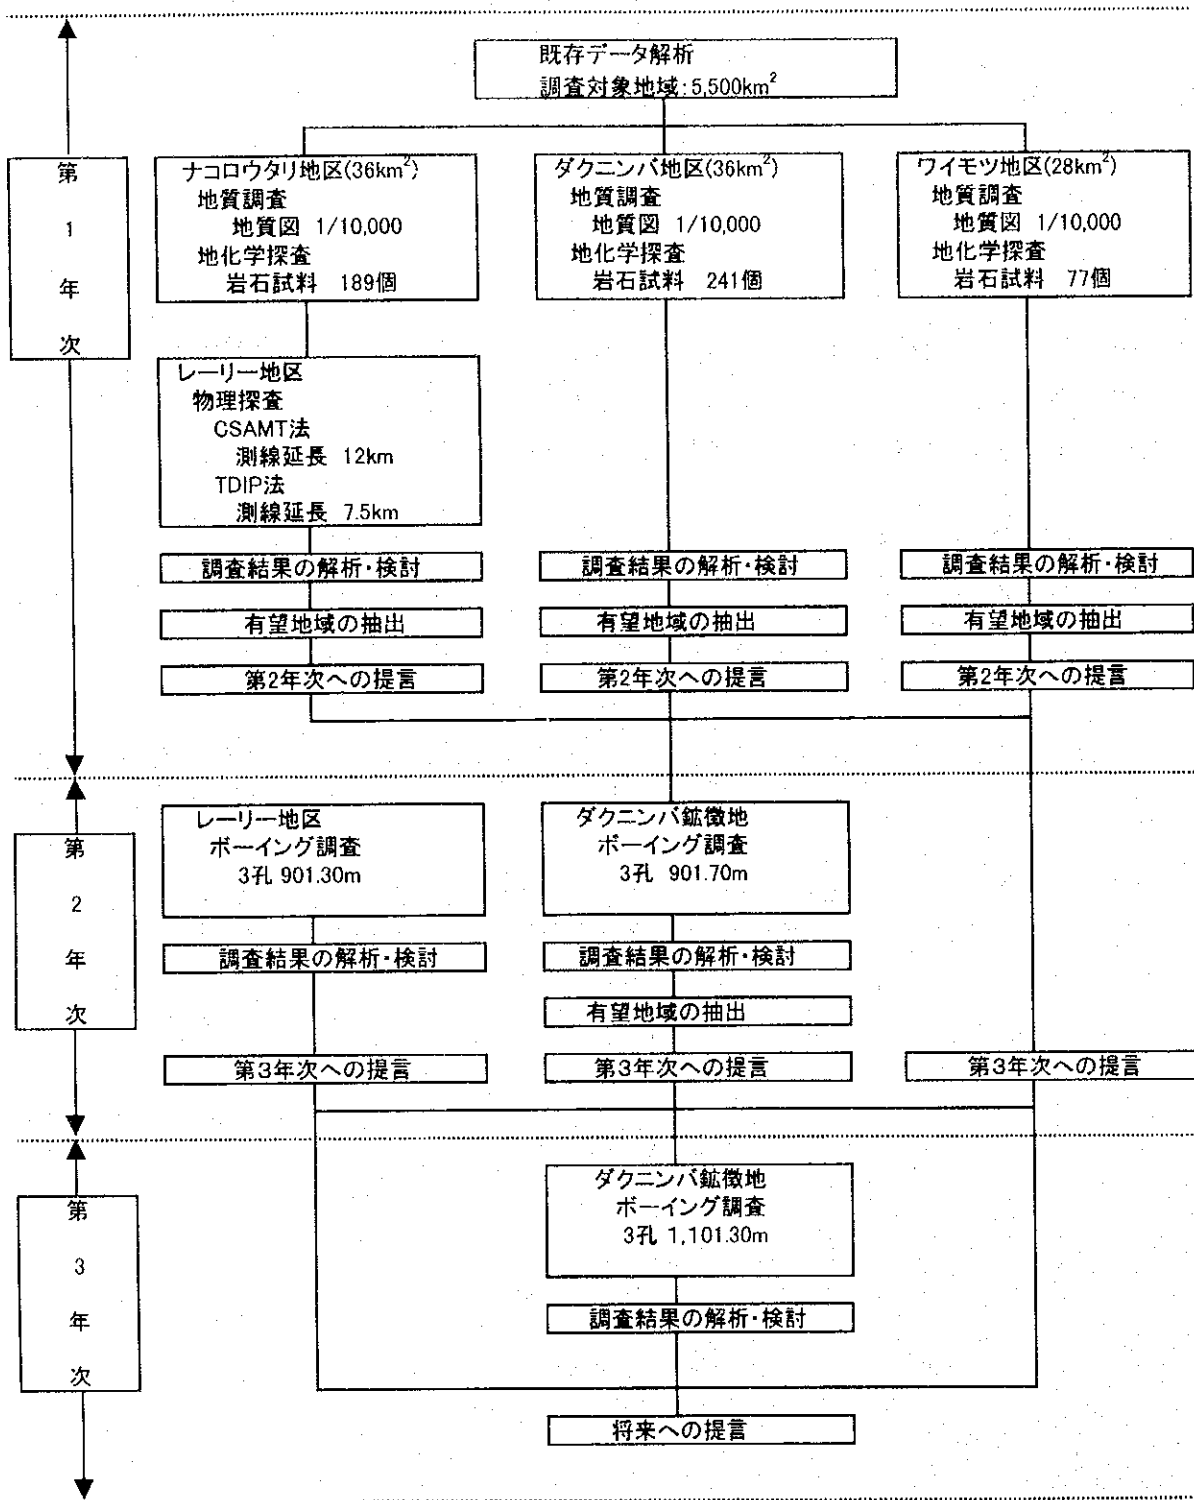 既存データ解析
調査対象地域:5,500km²
第1年次
ナコロウタリ地区(36km²)
地質調査
地質図 1/10,000
地化学探査
岩石試料 189個
ダクニンバ地区(36km²)
地質調査
地質図 1/10,000
地化学探査
岩石試料 241個
ワイモツ地区(28km²)
地質調査
地質図 1/10,000
地化学探査
岩石試料 77個
レーリー地区
物理探査
CSAMT法
測線延長 12km
TDIP法
測線延長 7.5km
調査結果の解析・検討
調査結果の解析・検討
調査結果の解析・検討
有望地域の抽出
有望地域の抽出
有望地域の抽出
第2年次への提言
第2年次への提言
第2年次への提言
第2年次
レーリー地区
ボーイング調査
3孔 901.30m
ダクニンバ鉱徴地
ボーイング調査
3孔 901.70m
調査結果の解析・検討
調査結果の解析・検討
有望地域の抽出
第3年次への提言
第3年次への提言
第3年次への提言
第3年次
ダクニンバ鉱徴地
ボーイング調査
3孔 1,101.30m
調査結果の解析・検討
将来への提言